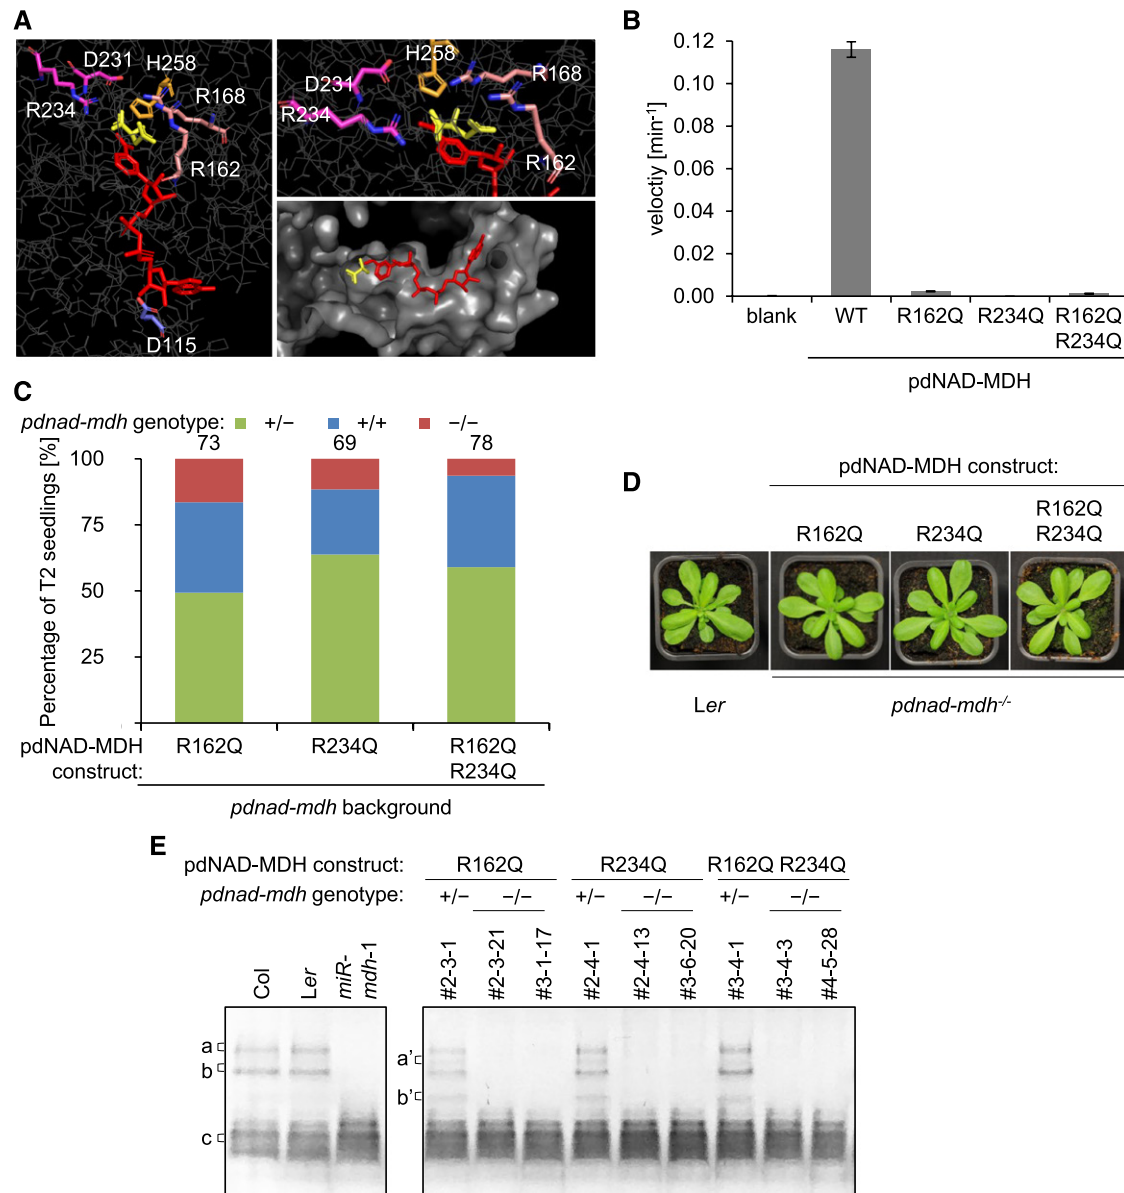 A
D231
H258
R234
R168
R162
D115
H258
D231
R168
R234
R162
B
veloctiy [min⁻¹]
0.12
0.10
0.08
0.06
0.04
0.02
0.00
blank
WT
R162Q
R234Q
R162Q
R234Q
pdNAD-MDH
C
pdnad-mdh genotype: +/− +/+ −/−
73 69 78
Percentage of T2 seedlings [%]
100
75
50
25
pdNAD-MDH
construct:
R162Q
R234Q
R162Q
R234Q
pdnad-mdh background
D
pdNAD-MDH construct:
R162Q
R234Q
R162Q
R234Q
Ler
pdnad-mdh-/-
E
pdNAD-MDH construct: R162Q R234Q R162Q R234Q
pdnad-mdh genotype: +/− −/− +/− −/− +/− −/−
Col
Ler
miR-
mdh-1
#2-3-1
#2-3-21
#3-1-17
#2-4-1
#2-4-13
#3-6-20
#3-4-1
#3-4-3
#4-5-28
a
b
c
a'
b'